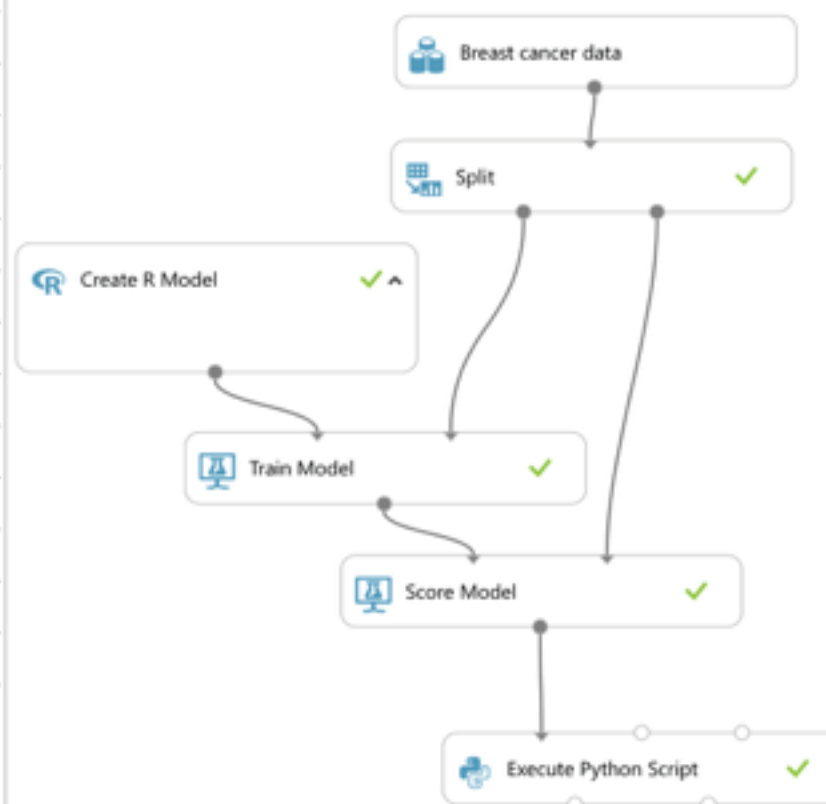 Breast cancer data
Split
Create R Model
Train Model
Score Model
Execute Python Script